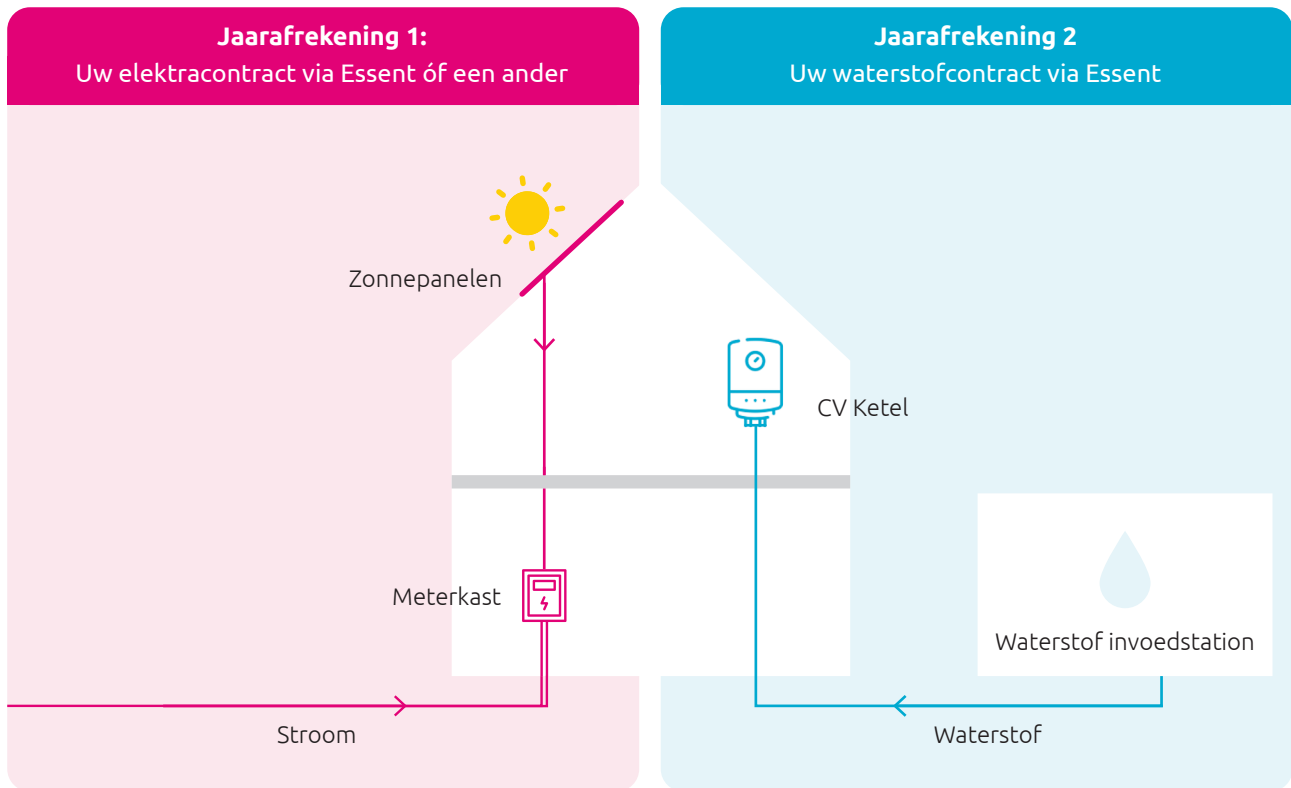 Jaarafrekening 1:
Uw elektracontract via Essent óf een ander
Jaarafrekening 2
Uw waterstofcontract via Essent
Zonnepanelen
CV Ketel
Meterkast
Waterstof invoedstation
Stroom
Waterstof